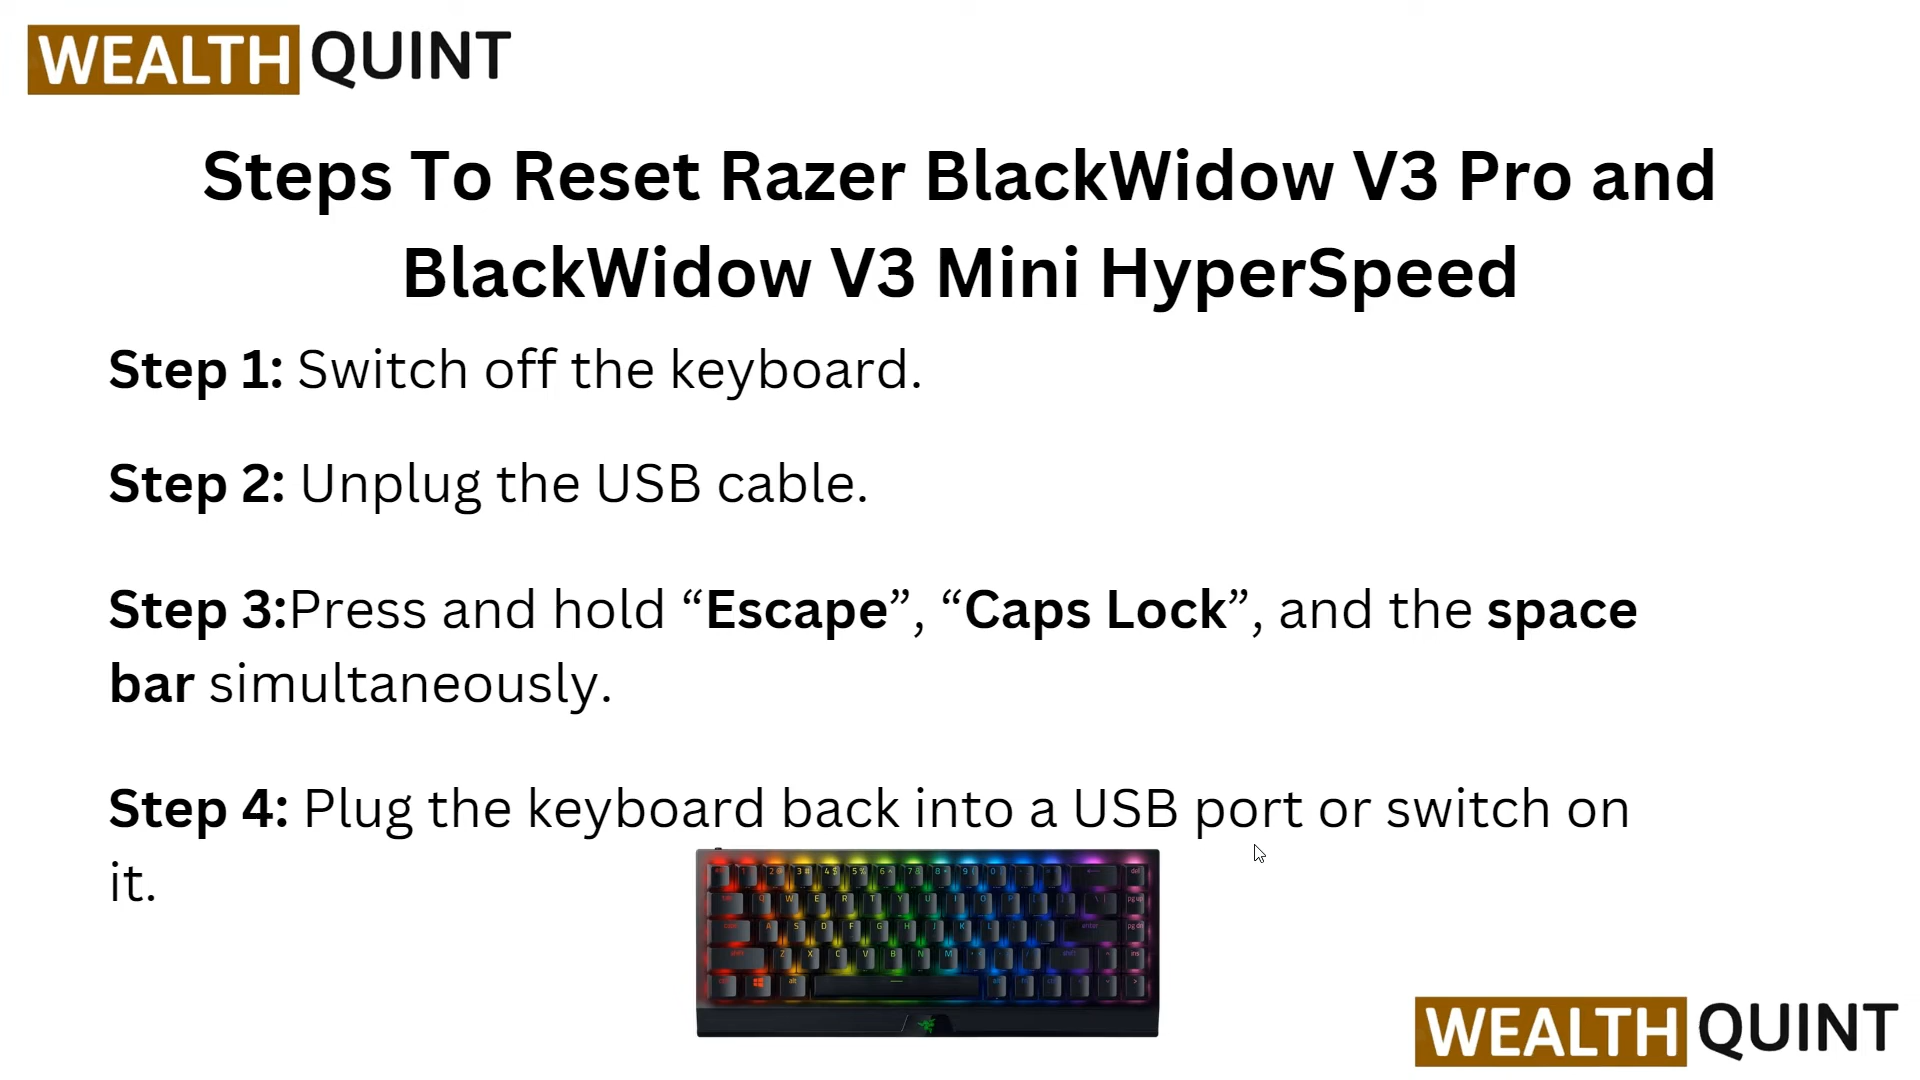 WEALTH QUINT
Steps To Reset Razer BlackWidow V3 Pro and
BlackWidow V3 Mini HyperSpeed
Step 1: Switch off the keyboard.
Step 2: Unplug the USB cable.
Step 3:Press and hold “Escape”, “Caps Lock”, and the space
bar simultaneously.
Step 4: Plug the keyboard back into a USB port or switch on
it.
Q W E R T Y U I O P
A S D F G H J K L
Z X C V B N M
alt
WEALTH QUINT